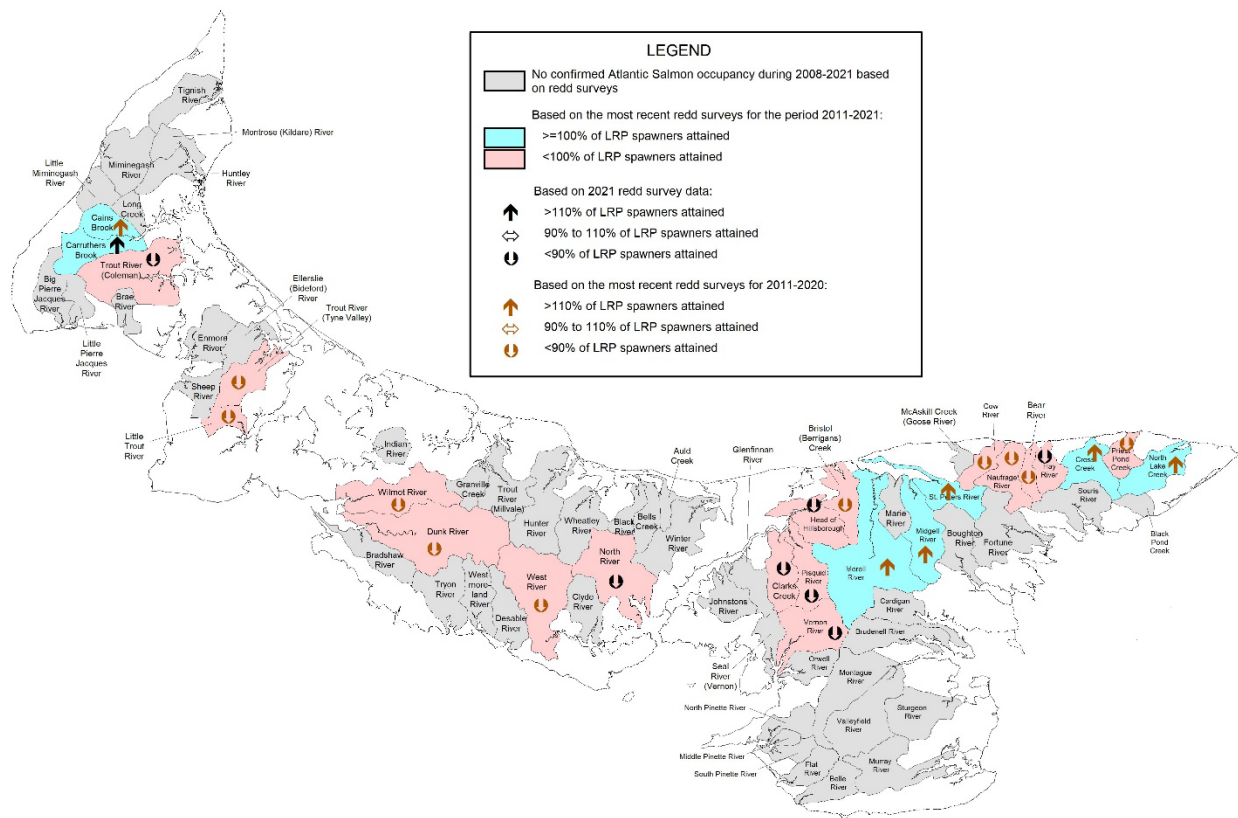 LEGEND
No confirmed Atlantic Salmon occupancy during 2008-2021 based
on redd surveys
Based on the most recent redd surveys for the period 2011-2021:
>=100% of LRP spawners attained
<100% of LRP spawners attained
Based on 2021 redd survey data:
>110% of LRP spawners attained
90% to 110% of LRP spawners attained
<90% of LRP spawners attained
Based on the most recent redd surveys for 2011-2020:
>110% of LRP spawners attained
90% to 110% of LRP spawners attained
<90% of LRP spawners attained
Tignish
River
Montrose (Kildare) River
Little
Miminegash
River
Miminegash
River
Huntley
River
Long
Creek
Cains
Brook
Carruthers
Brook
Trout River
(Coleman)
Big
Pierre
Jacques
River
Brae
River
Little
Pierre
Jacques
River
Ellerslie
(Bideford)
River
Trout River
(Tyne Valley)
Enmore
River
Sheep
River
Little
Trout
River
Indian
River
Wilmot River
Granville
Creek
Trout
River
(Millvale)
Hunter
River
Wheatley
River
Black
River
Bells
Creek
Auld
Creek
Winter
River
Dunk River
Bradshaw
River
Tryon
River
West
more-
land
River
Desable
River
West
River
Clyde
River
North
River
Glenfinnan
River
Bristol
(Berrigans)
Creek
McAskill Creek
(Goose River)
Cow
River
Bear
River
Naufrage
River
Hay
River
Cross
Creek
Priest
Pond
Creek
North
Lake
Creek
St. Peters River
Souris
River
Black
Pond
Creek
Head of
Hillsborough
Marie
River
Midgell
River
Boughton
River
Fortune
River
Morell
River
Pisquid
River
Clarks
Creek
Johnstons
River
Vernon
River
Cardigan
River
Brudenell River
Seal
River
(Vernon)
Orwell
River
Montague
River
North Pinette River
Valleyfield
River
Sturgeon
River
Middle Pinette River
South Pinette River
Flat
River
Belle
River
Murray
River